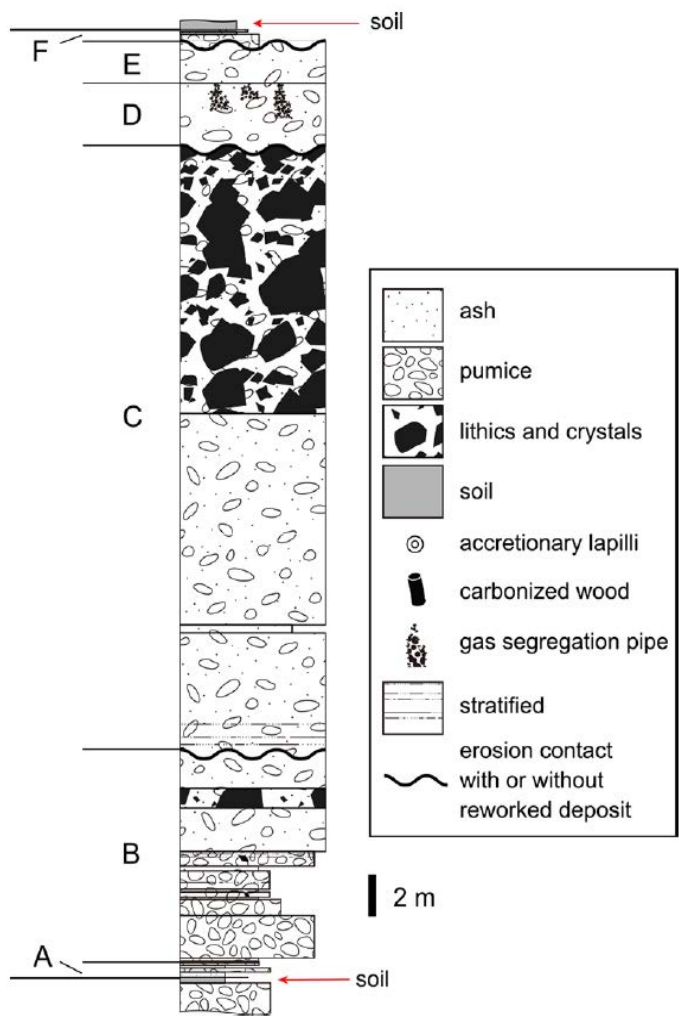 soil
F
E
D
C
B
A
soil
ash
pumice
lithics and crystals
soil
accretionary lapilli
carbonized wood
gas segregation pipe
stratified
erosion contact
with or without
reworked deposit
2 m